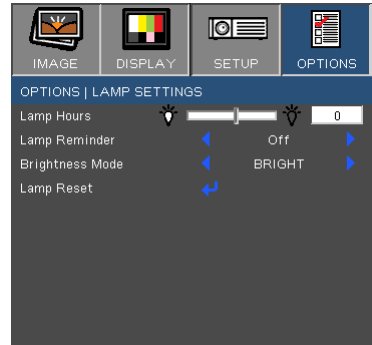 IMAGE DISPLAY SETUP OPTIONS
OPTIONS | LAMP SETTINGS
Lamp Hours 0
Lamp Reminder Off
Brightness Mode BRIGHT
Lamp Reset